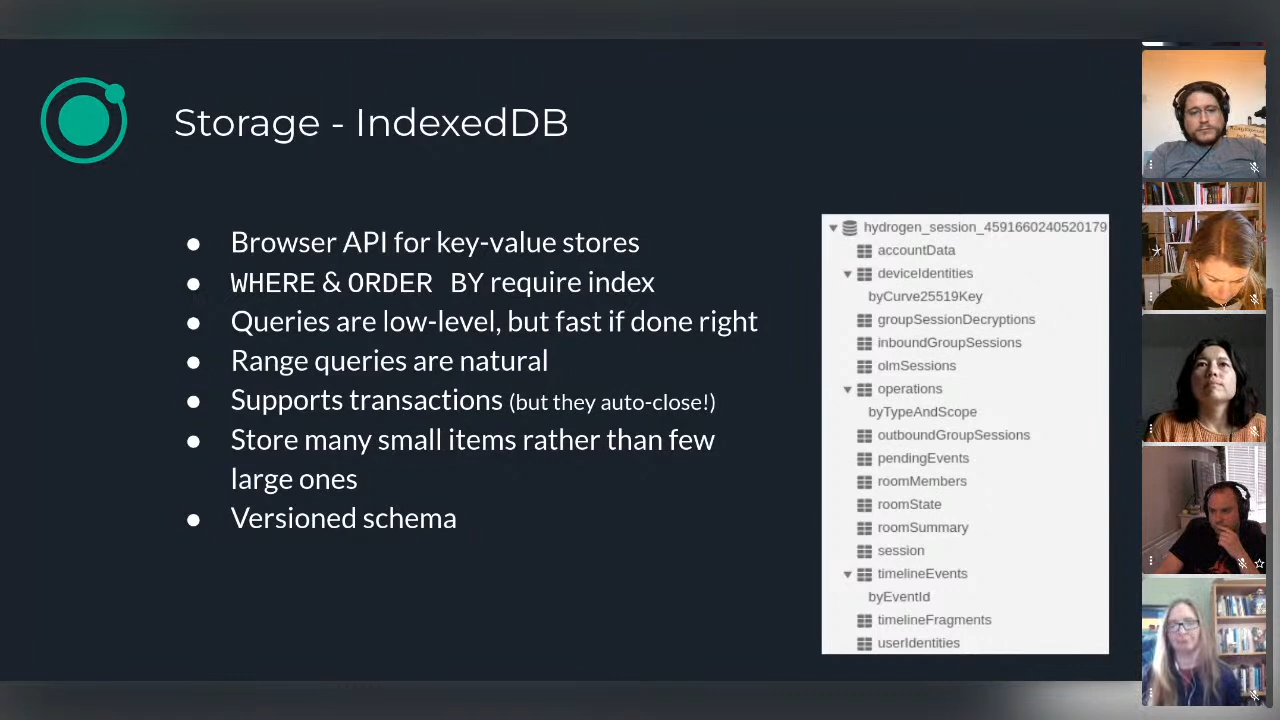 Storage - IndexedDB
● Browser API for key-value stores
● WHERE & ORDER BY require index
● Queries are low-level, but fast if done right
● Range queries are natural
● Supports transactions (but they auto-close!)
● Store many small items rather than few
large ones
● Versioned schema
hydrogen_session_4591660240520179
accountData
deviceIdentities
byCurve25519Key
groupSessionDecryptions
inboundGroupSessions
olmSessions
operations
byTypeAndScope
outboundGroupSessions
pendingEvents
roomMembers
roomState
roomSummary
session
timelineEvents
byEventId
timelineFragments
userIdentities